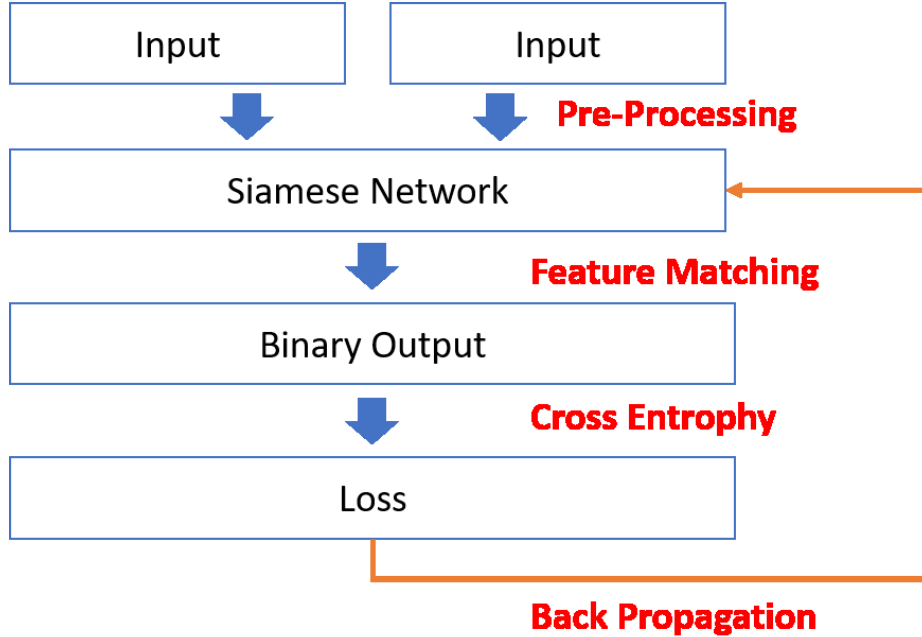 Input
Input
Pre-Processing
Siamese Network
Feature Matching
Binary Output
Cross Entrophy
Loss
Back Propagation